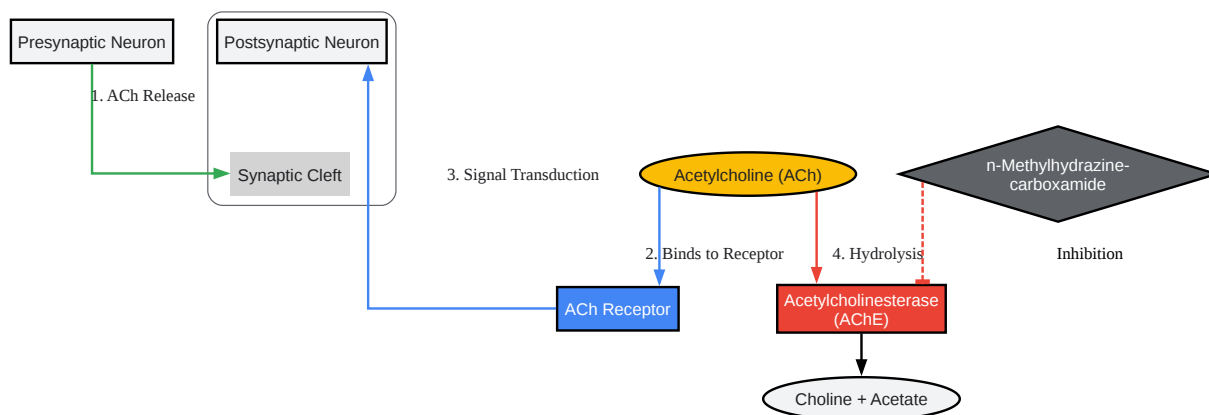 Presynaptic Neuron
Postsynaptic Neuron
1. ACh Release
Synaptic Cleft
3. Signal Transduction
Acetylcholine (ACh)
n-Methylhydrazine-
carboxamide
2. Binds to Receptor
4. Hydrolysis
Inhibition
ACh Receptor
Acetylcholinesterase
(AChE)
Choline + Acetate